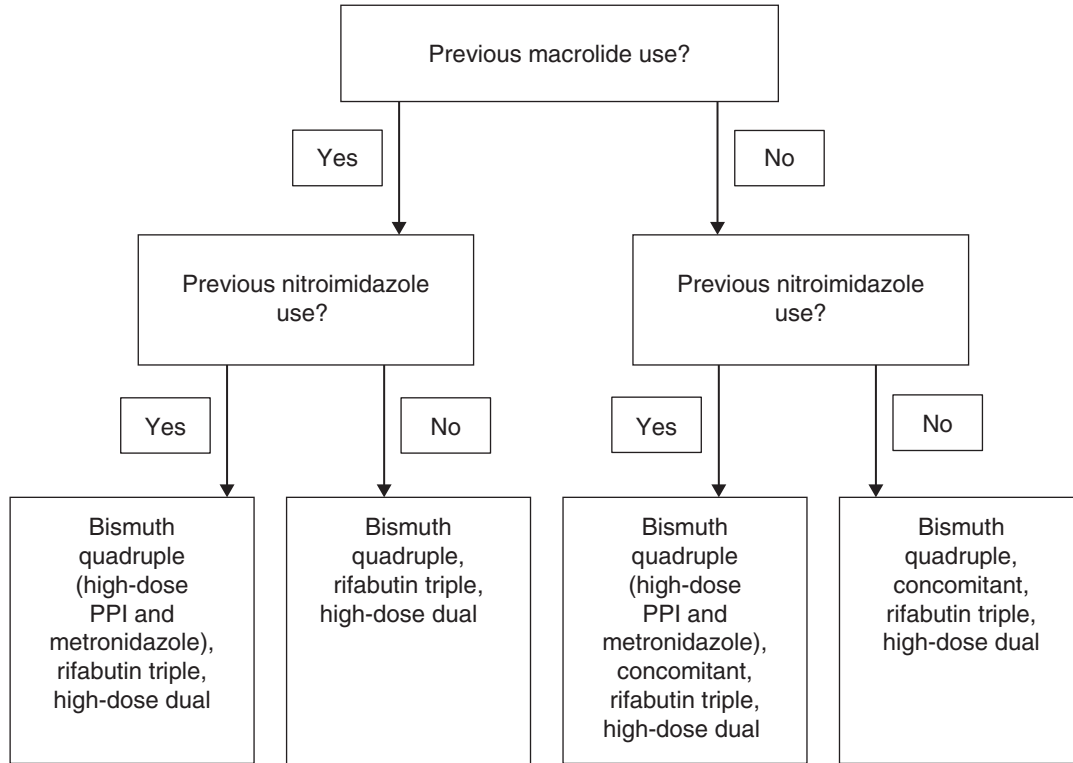 Previous macrolide use?
Yes
No
Previous nitroimidazole
use?
Previous nitroimidazole
use?
Yes
No
Yes
No
Bismuth
quadruple
(high-dose
PPI and
metronidazole),
rifabutin triple,
high-dose dual
Bismuth
quadruple,
rifabutin triple,
high-dose dual
Bismuth
quadruple
(high-dose
PPI and
metronidazole),
concomitant,
rifabutin triple,
high-dose dual
Bismuth
quadruple,
concomitant,
rifabutin triple,
high-dose dual